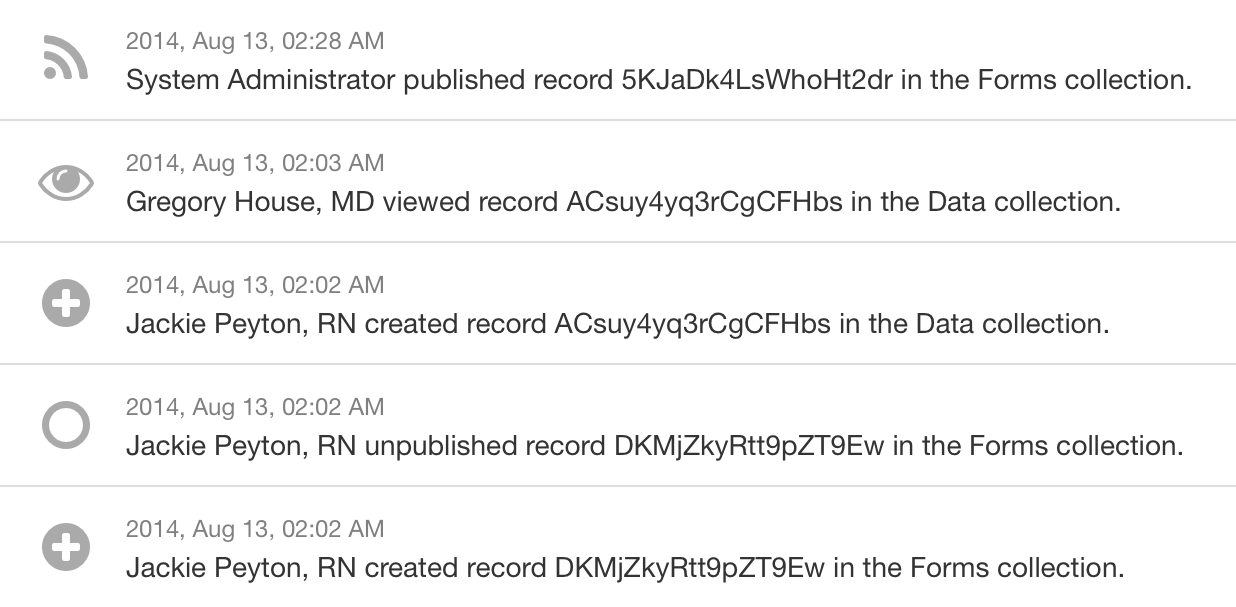 2014, Aug 13, 02:28 AM
System Administrator published record 5KJaDk4LsWhoHt2dr in the Forms collection.
2014, Aug 13, 02:03 AM
Gregory House, MD viewed record ACsuy4yq3rCgCFHbs in the Data collection.
2014, Aug 13, 02:02 AM
Jackie Peyton, RN created record ACsuy4yq3rCgCFHbs in the Data collection.
2014, Aug 13, 02:02 AM
Jackie Peyton, RN unpublished record DKMjZkyRtt9pZT9Ew in the Forms collection.
2014, Aug 13, 02:02 AM
Jackie Peyton, RN created record DKMjZkyRtt9pZT9Ew in the Forms collection.